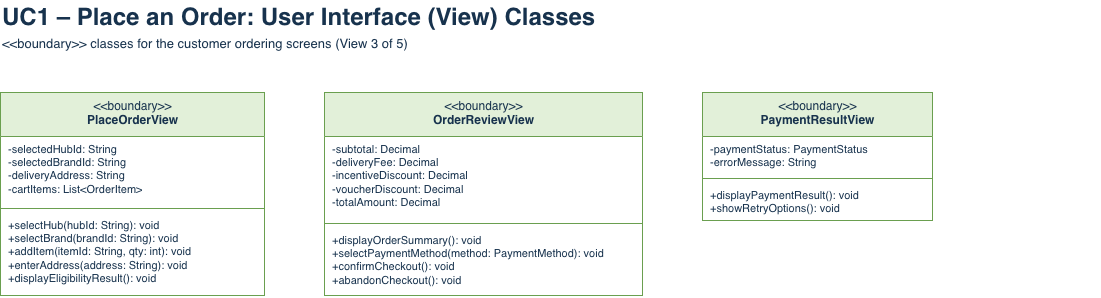 UC1 – Place an Order: User Interface (View) Classes
<<boundary>> classes for the customer ordering screens (View 3 of 5)
<<boundary>>
PlaceOrderView
-selectedHubId: String
-selectedBrandId: String
-deliveryAddress: String
-cartItems: List<OrderItem>
+selectHub(hubId: String): void
+selectBrand(brandId: String): void
+addItem(itemId: String, qty: int): void
+enterAddress(address: String): void
+displayEligibilityResult(): void
<<boundary>>
OrderReviewView
-subtotal: Decimal
-deliveryFee: Decimal
-incentiveDiscount: Decimal
-voucherDiscount: Decimal
-totalAmount: Decimal
+displayOrderSummary(): void
+selectPaymentMethod(method: PaymentMethod): void
+confirmCheckout(): void
+abandonCheckout(): void
<<boundary>>
PaymentResultView
-paymentStatus: PaymentStatus
-errorMessage: String
+displayPaymentResult(): void
+showRetryOptions(): void